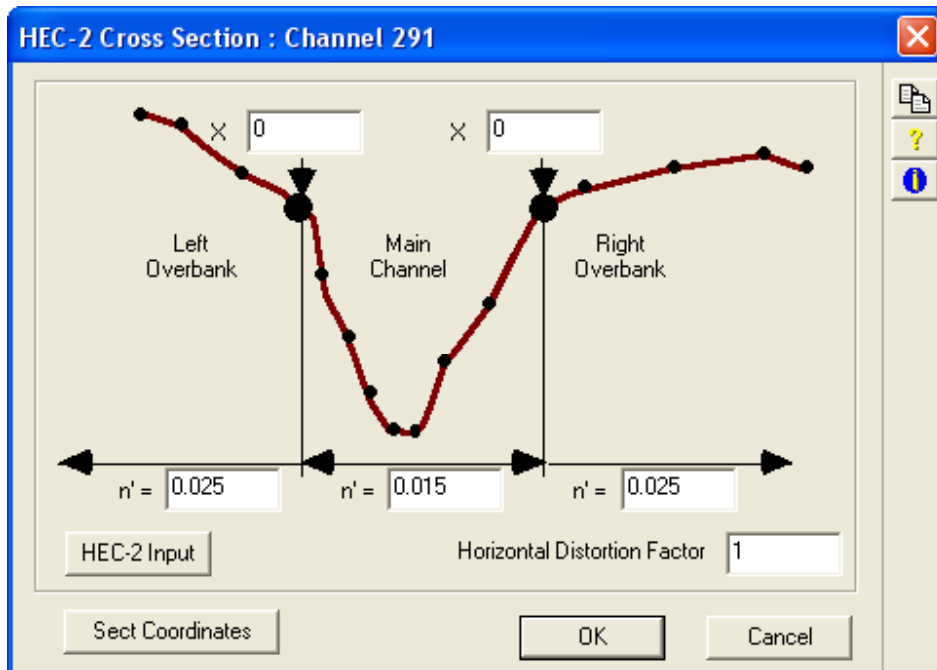 HEC-2 Cross Section : Channel 291
X 0 X 0
Left Overbank
Main Channel
Right Overbank
n' = 0.025 n' = 0.015 n' = 0.025
HEC-2 Input
Horizontal Distortion Factor 1
Sect Coordinates
OK
Cancel